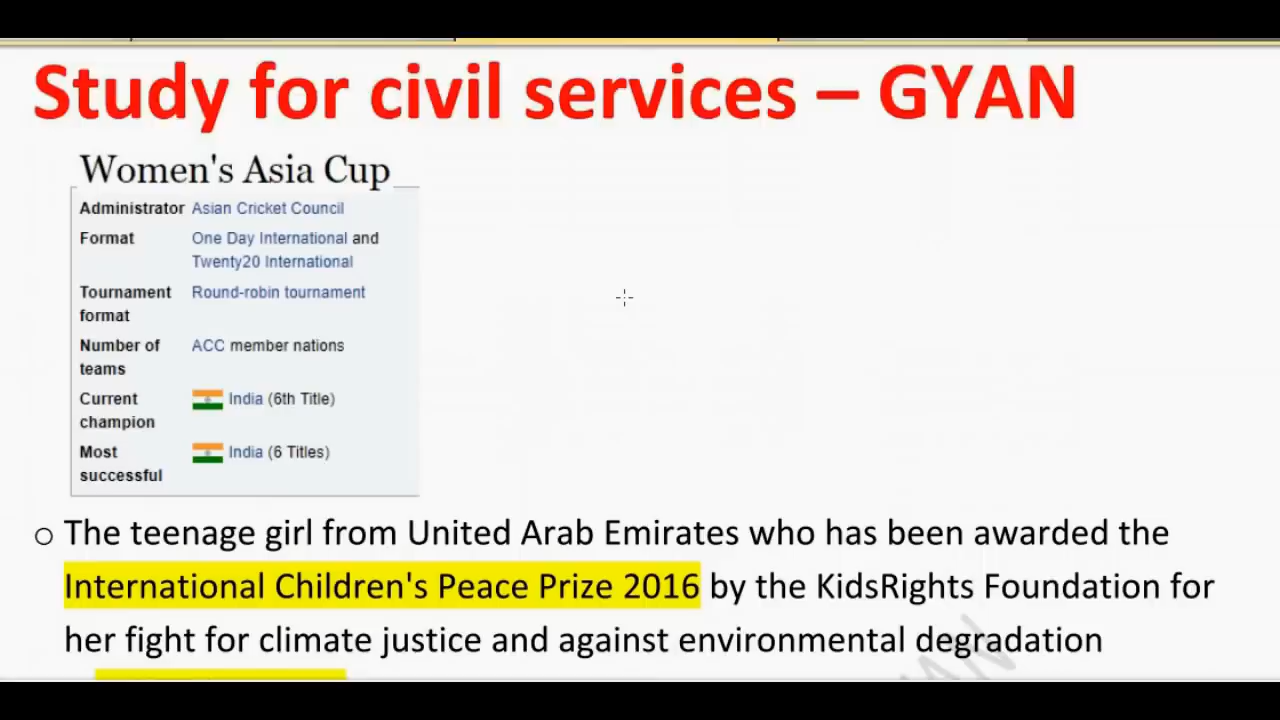 Study for civil services – GYAN
Women's Asia Cup
Administrator Asian Cricket Council
Format One Day International and
Twenty20 International
Tournament Round-robin tournament
format
Number of ACC member nations
teams
Current India (6th Title)
champion
Most India (6 Titles)
successful
o The teenage girl from United Arab Emirates who has been awarded the
International Children's Peace Prize 2016 by the KidsRights Foundation for
her fight for climate justice and against environmental degradation